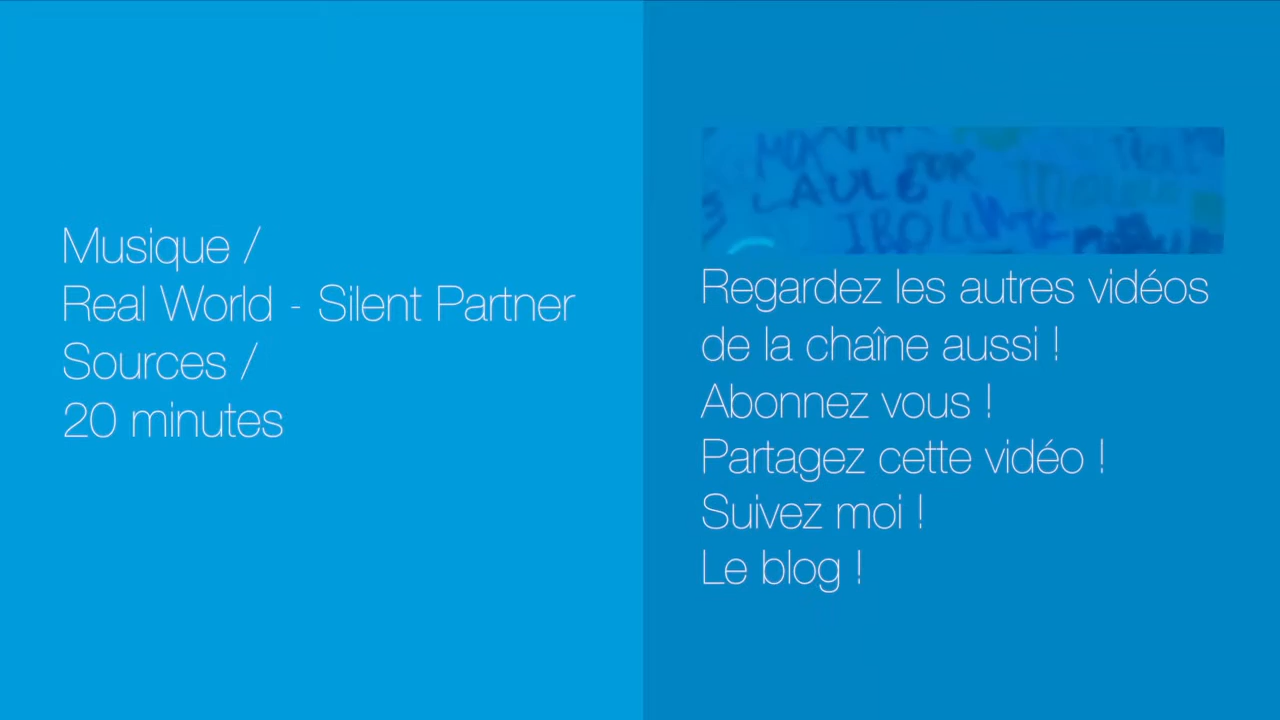 Musique /
Real World - Silent Partner
Sources /
20 minutes
Regardez les autres vidéos
de la chaîne aussi !
Abonnez vous !
Partagez cette vidéo !
Suivez moi !
Le blog !